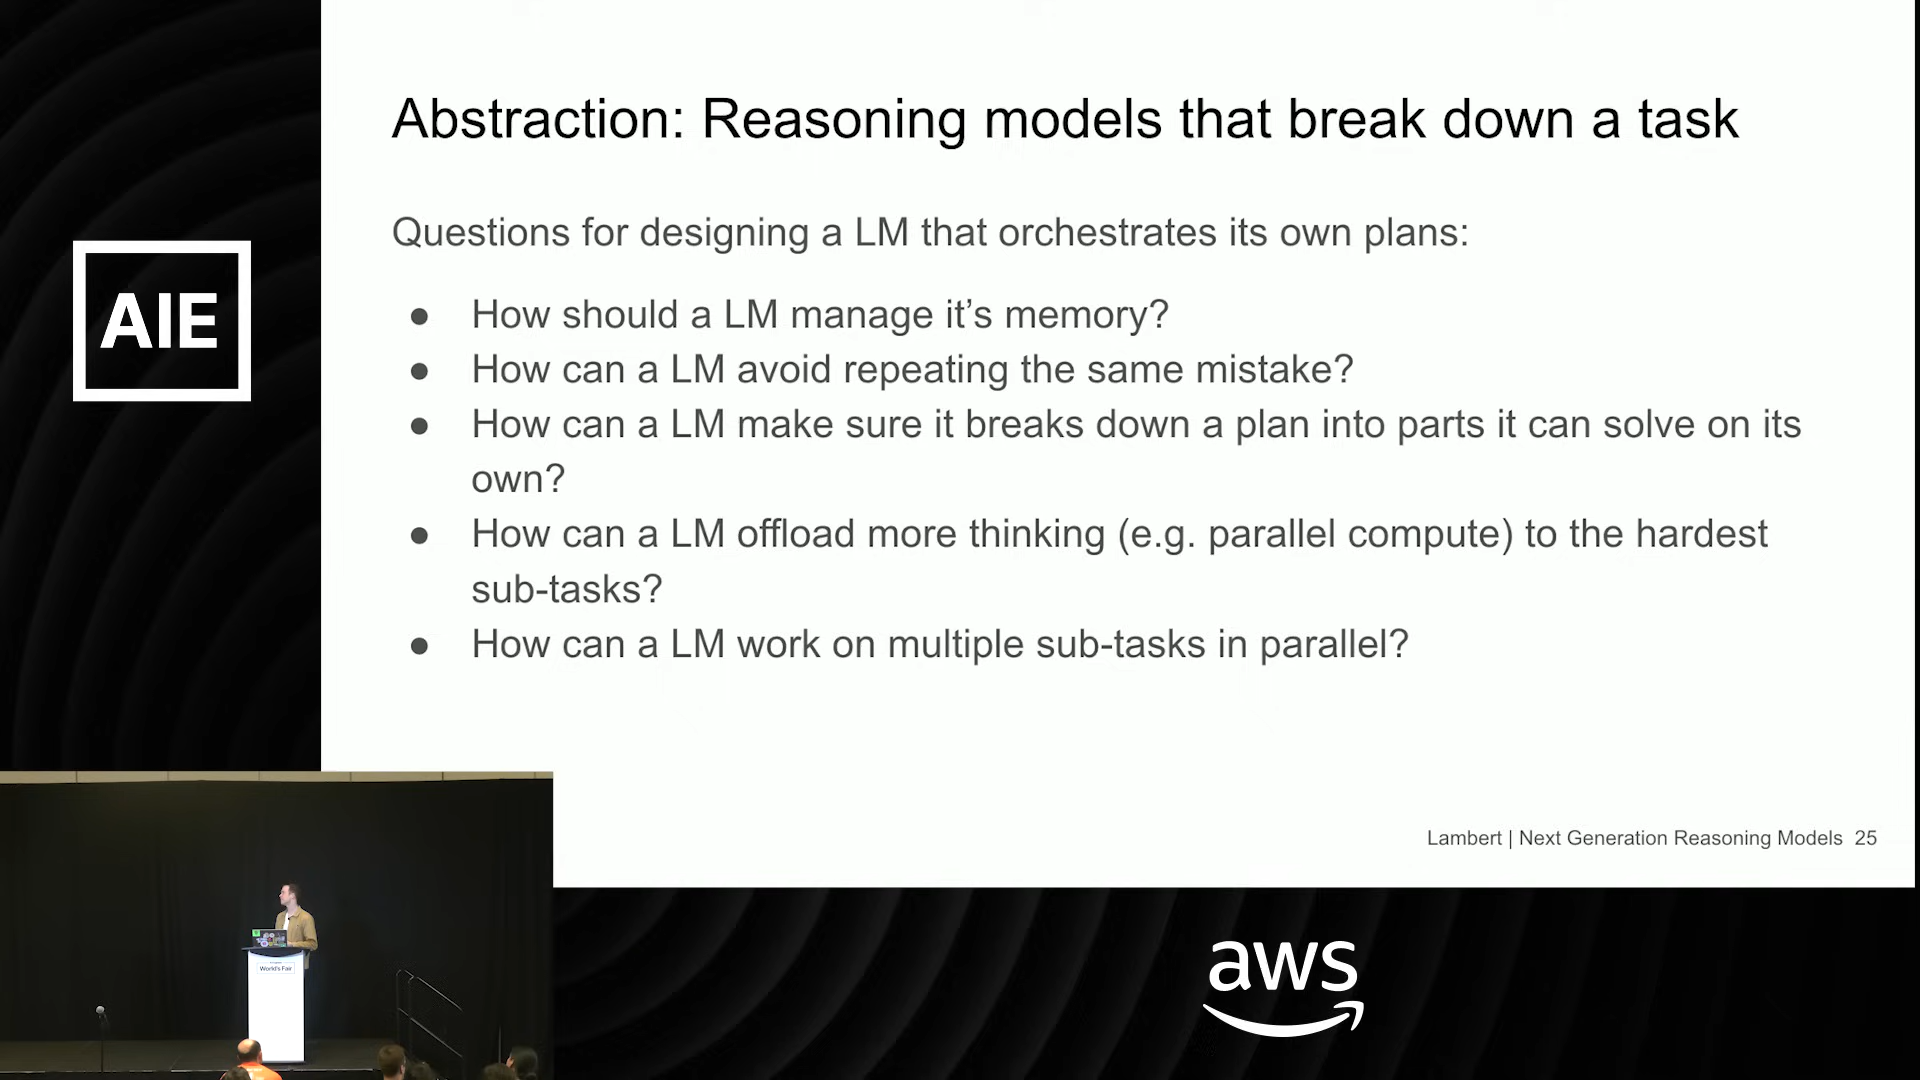 Abstraction: Reasoning models that break down a task
Questions for designing a LM that orchestrates its own plans:
● How should a LM manage it’s memory?
● How can a LM avoid repeating the same mistake?
● How can a LM make sure it breaks down a plan into parts it can solve on its
own?
● How can a LM offload more thinking (e.g. parallel compute) to the hardest
sub-tasks?
● How can a LM work on multiple sub-tasks in parallel?
Lambert | Next Generation Reasoning Models 25
AIE
World's Fair
aws